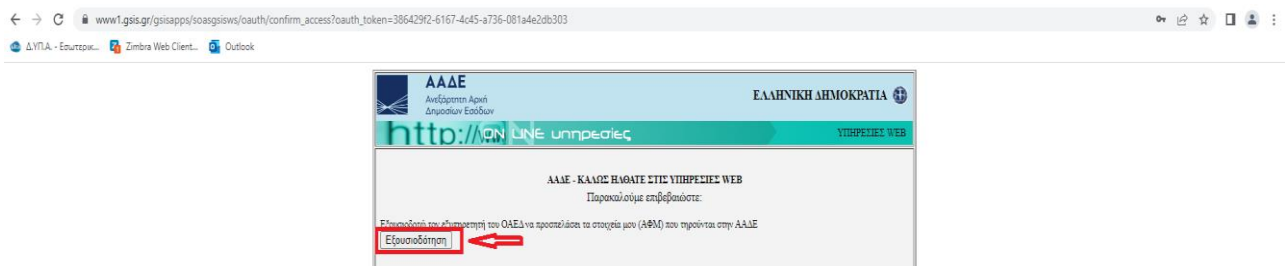 www1.gsis.gr/gsisapps/soasgsisws/oauth/confirm_access?oauth_token=386429f2-6167-4c45-a736-081a4e2db303
Δ.ΥΠ.Α. - Εσωτερικ... Zimbra Web Client... Outlook
ΑΑΔΕ
Ανεξάρτητη Αρχή
Δημοσίων Εσόδων
ΕΛΛΗΝΙΚΗ ΔΗΜΟΚΡΑΤΙΑ
http:// ON LINE υπηρεσίες
ΥΠΗΡΕΣΙΕΣ WEB
ΑΑΔΕ - ΚΑΛΩΣ ΗΛΘΑΤΕ ΣΤΙΣ ΥΠΗΡΕΣΙΕΣ WEB
Παρακαλούμε επιβεβαιώστε:
Εξουσιοδοτώ τον εξυπηρετητή του ΟΑΕΔ να προσπελάσει τα στοιχεία μου (ΑΦΜ) που τηρούνται στην ΑΑΔΕ
Εξουσιοδότηση